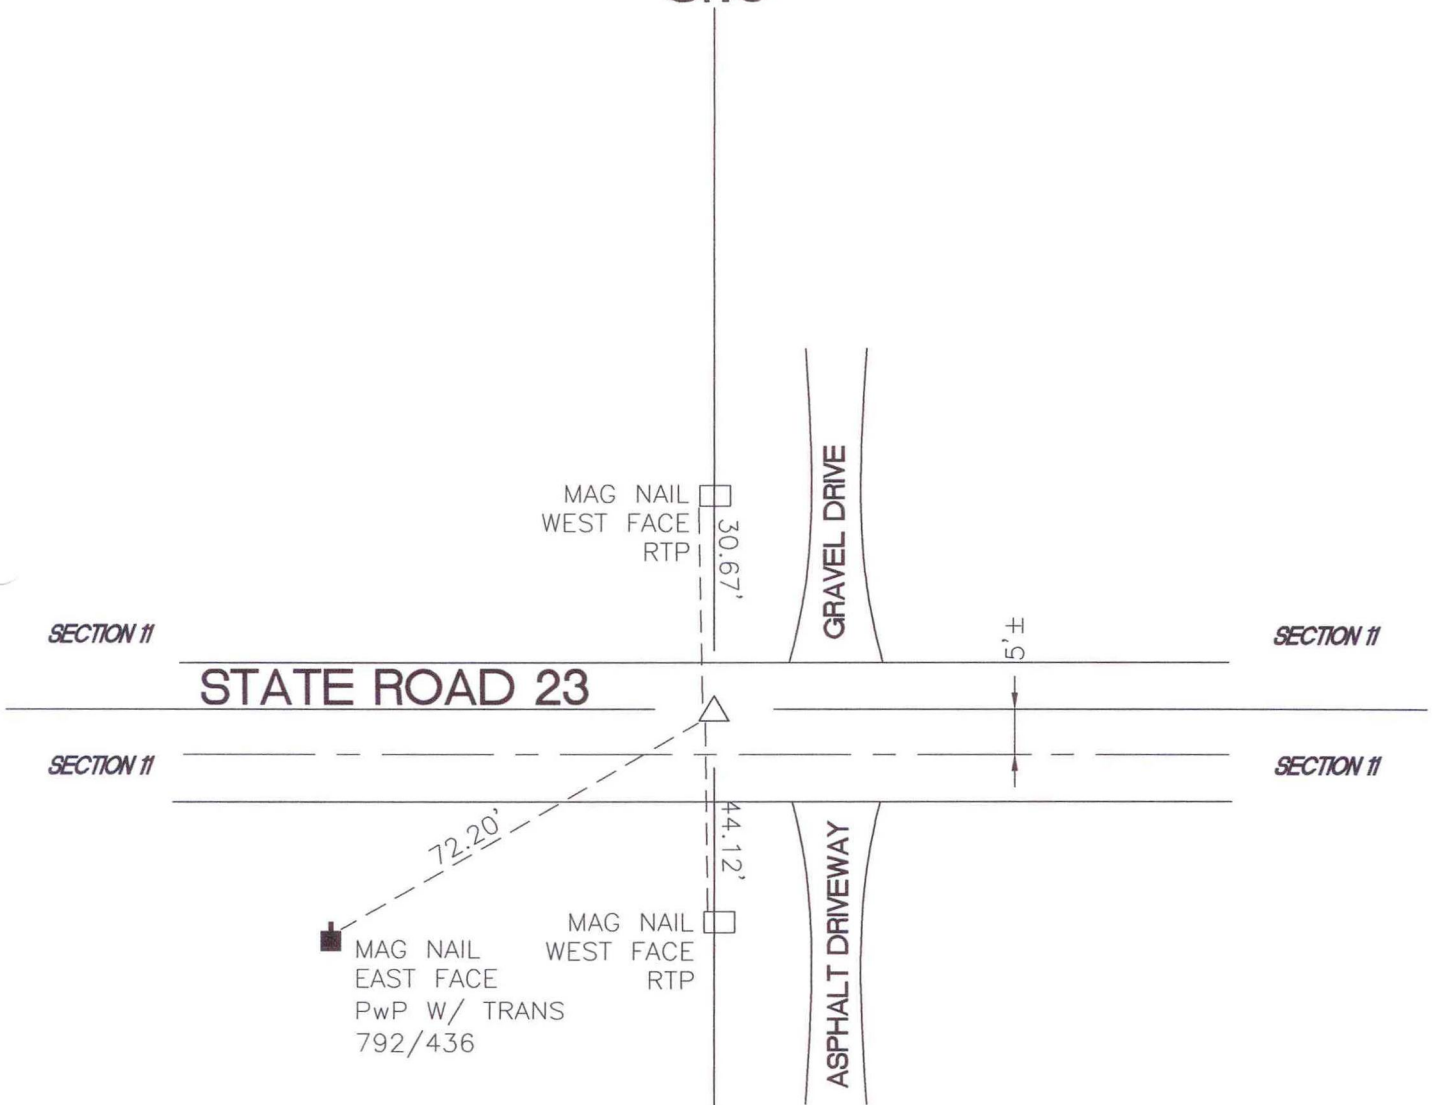 MAG NAIL
WEST FACE
RTP
30.67'
GRAVEL DRIVE
SECTION 11
SECTION 11
5'±
STATE ROAD 23
SECTION 11
SECTION 11
72.20'
44.12'
MAG NAIL
WEST FACE
RTP
MAG NAIL
EAST FACE
PwP W/ TRANS
792/436
ASPHALT DRIVEWAY